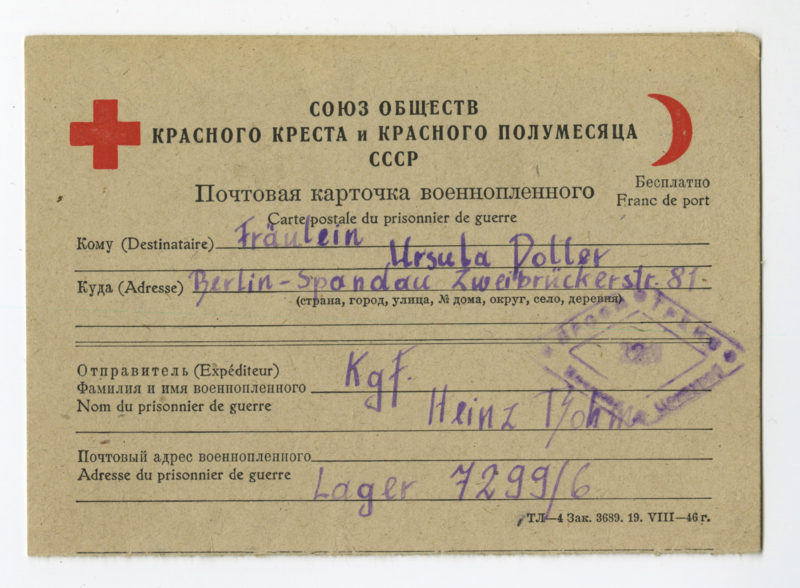 СОЮЗ ОБЩЕСТВ
КРАСНОГО КРЕСТА и КРАСНОГО ПОЛУМЕСЯЦА
СССР
Почтовая карточка военнопленного
Бесплатно
Franc de port
Carte postale du prisonnier de guerre
Кому (Destinataire) Fräulein
Ursula Doller
Куда (Adresse) Berlin-Spandau Zweibrückerstr. 81.
(страна, город, улица, № дома, округ, село, деревня)
Отправитель (Expéditeur)
Фамилия и имя военнопленного Kgf.
Nom du prisonnier de guerre Heinz
Почтовый адрес военнопленного
Adresse du prisonnier de guerre Lager 7299/6
ТЛ—4 Зак. 3689. 19. VIII—46 г.